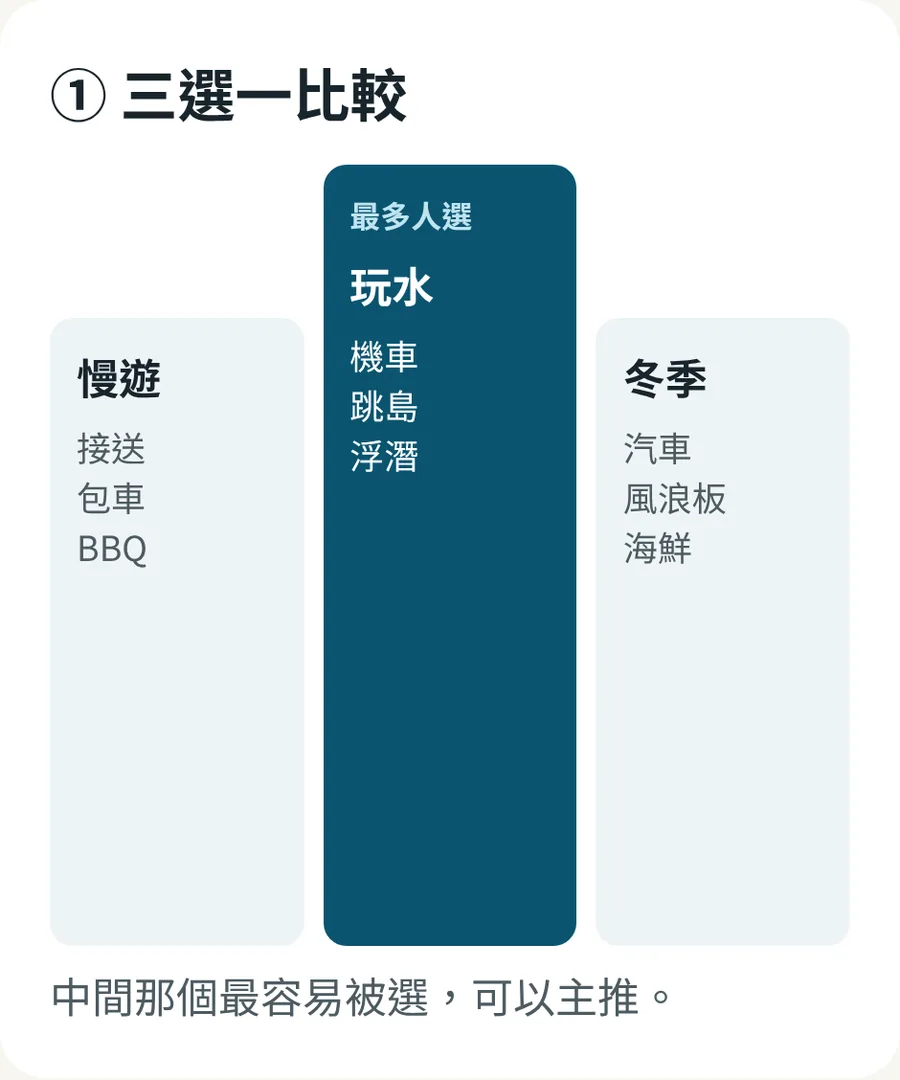 ① 三選一比較
慢遊
接送
包車
BBQ
最多人選
玩水
機車
跳島
浮潛
冬季
汽車
風浪板
海鮮
中間那個最容易被選，可以主推。